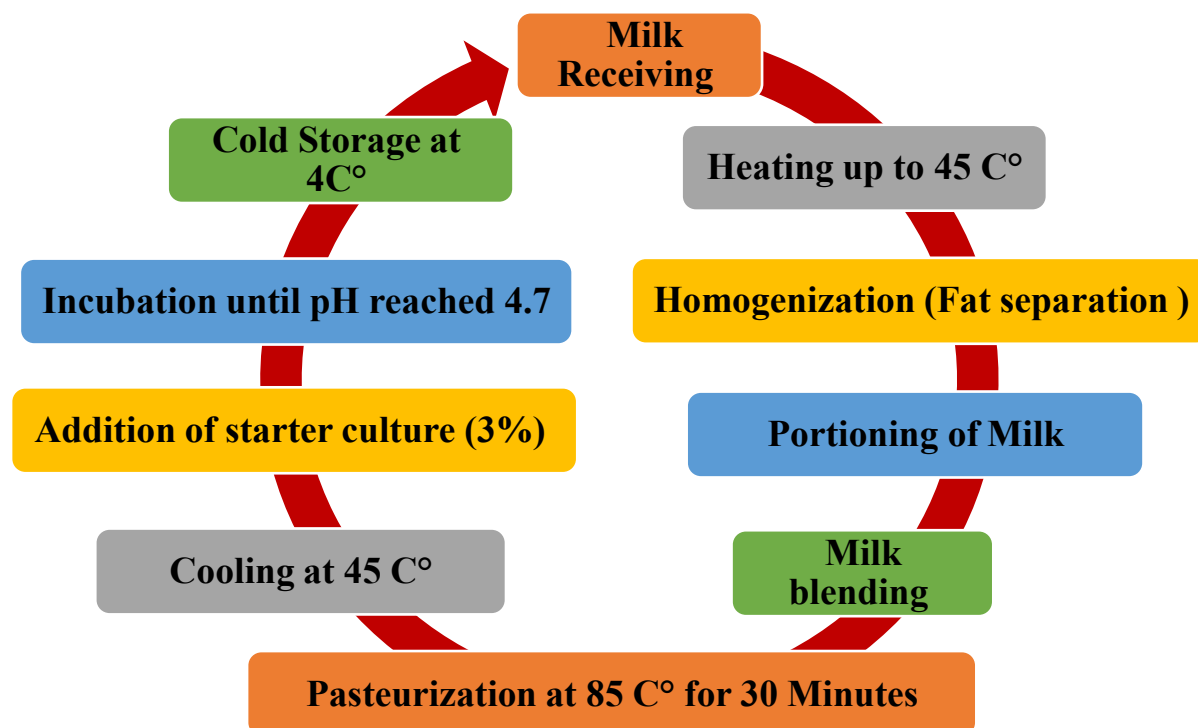 Milk
Receiving
Heating up to 45 C°
Homogenization (Fat separation )
Portioning of Milk
Milk
blending
Pasteurization at 85 C° for 30 Minutes
Cooling at 45 C°
Addition of starter culture (3%)
Incubation until pH reached 4.7
Cold Storage at
4C°